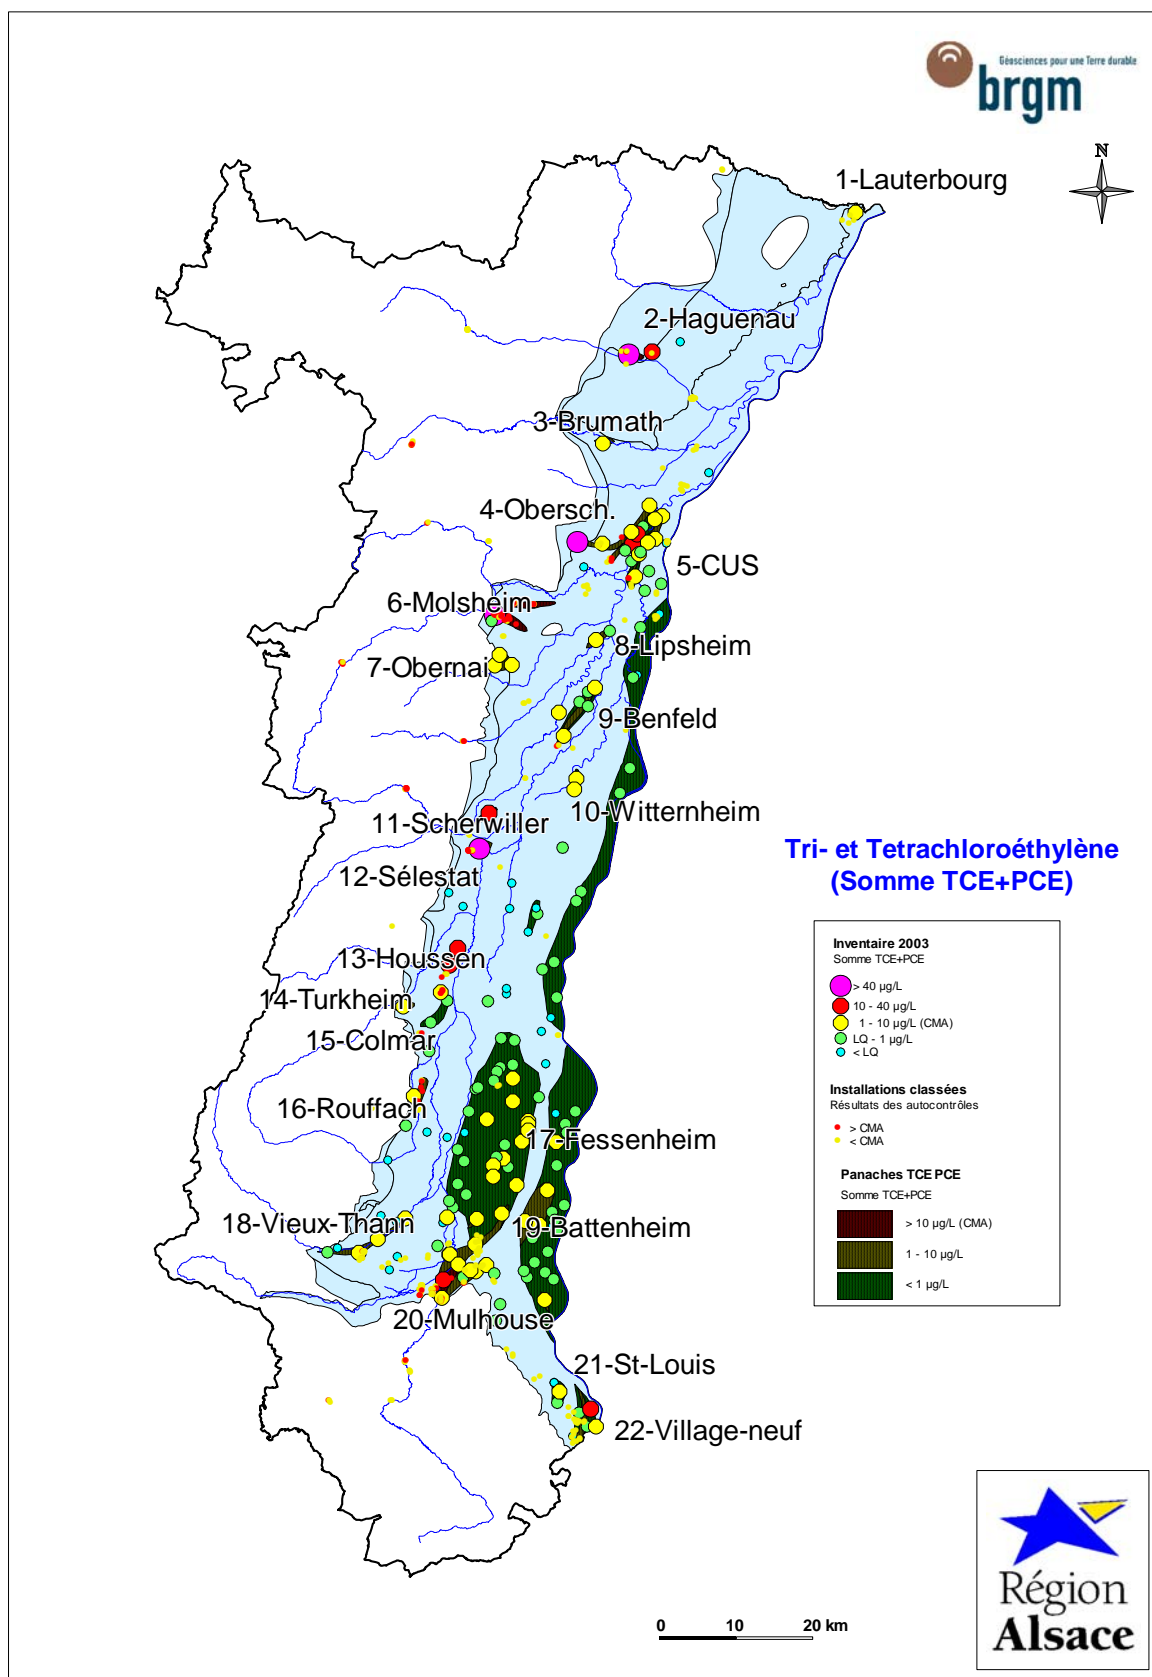 Géosciences pour une Terre durable
brgm
N
1-Lauterbourg
2-Haguenau
3-Brumath
4-Obersch.
5-CUS
6-Molsheim
7-Obernai
8-Lipsheim
9-Benfeld
10-Witternheim
11-Scherwiller
12-Sélestat
13-Houssen
14-Turkheim
15-Colmar
16-Rouffach
17-Fessenheim
18-Vieux-Thann
19-Battenheim
20-Mulhouse
21-St-Louis
22-Village-neuf
Tri- et Tetrachloroéthylène
(Somme TCE+PCE)
Inventaire 2003
Somme TCE+PCE
> 40 µg/L
10 - 40 µg/L
1 - 10 µg/L (CMA)
LQ - 1 µg/L
< LQ
Installations classées
Résultats des autocontrôles
> CMA
< CMA
Panaches TCE PCE
Somme TCE+PCE
> 10 µg/L (CMA)
1 - 10 µg/L
< 1 µg/L
0 10 20 km
Région
Alsace